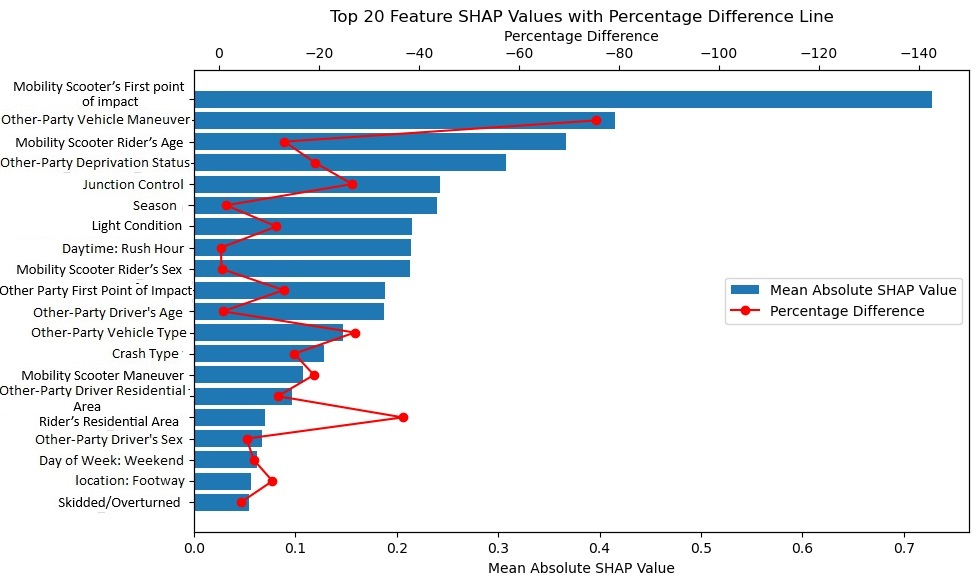 Top 20 Feature SHAP Values with Percentage Difference Line
Percentage Difference
0 −20 −40 −60 −80 −100 −120 −140
Mobility Scooter’s First point
of impact
Other-Party Vehicle Maneuver
Mobility Scooter Rider’s Age
Other-Party Deprivation Status
Junction Control
Season
Light Condition
Daytime: Rush Hour
Mobility Scooter Rider’s Sex
Other Party First Point of Impact
Other-Party Driver's Age
Other-Party Vehicle Type
Crash Type
Mobility Scooter Maneuver
Other-Party Driver Residential
Area
Rider’s Residential Area
Other-Party Driver's Sex
Day of Week: Weekend
location: Footway
Skidded/Overturned
Mean Absolute SHAP Value
Percentage Difference
0.0 0.1 0.2 0.3 0.4 0.5 0.6 0.7
Mean Absolute SHAP Value